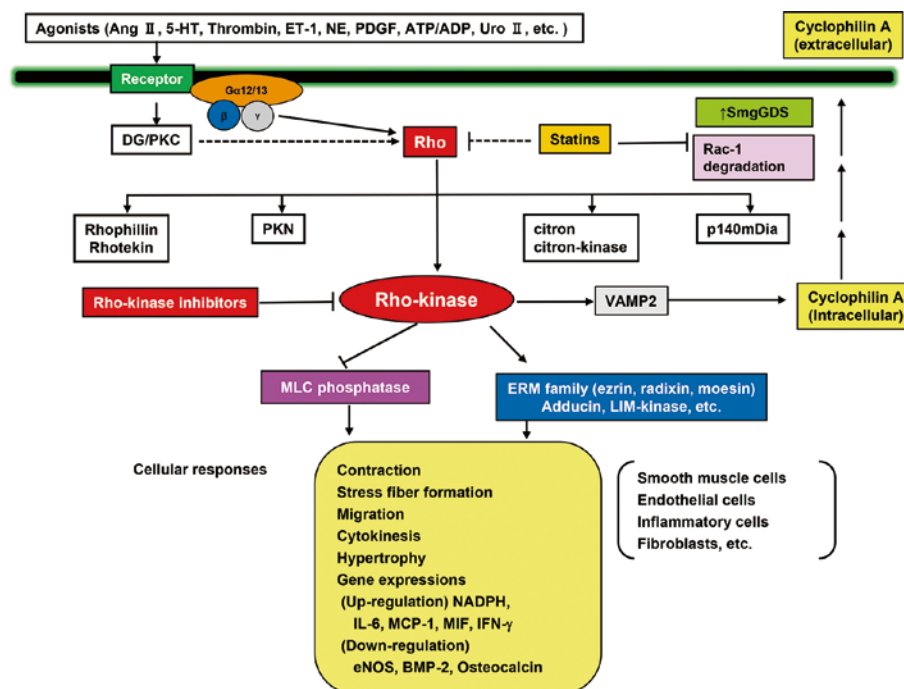 Agonists (Ang Ⅱ, 5-HT, Thrombin, ET-1, NE, PDGF, ATP/ADP, Uro Ⅱ, etc. )
Cyclophilin A
(extracellular)
Receptor
Gα12/13
β
γ
DG/PKC
Rho
Statins
↑SmgGDS
Rac-1
degradation
Rhophillin
Rhotekin
PKN
citron
citron-kinase
p140mDia
Rho-kinase inhibitors
Rho-kinase
VAMP2
Cyclophilin A
(Intracellular)
MLC phosphatase
ERM family (ezrin, radixin, moesin)
Adducin, LIM-kinase, etc.
Cellular responses
Contraction
Stress fiber formation
Migration
Cytokinesis
Hypertrophy
Gene expressions
(Up-regulation) NADPH,
IL-6, MCP-1, MIF, IFN-γ
(Down-regulation)
eNOS, BMP-2, Osteocalcin
Smooth muscle cells
Endothelial cells
Inflammatory cells
Fibroblasts, etc.